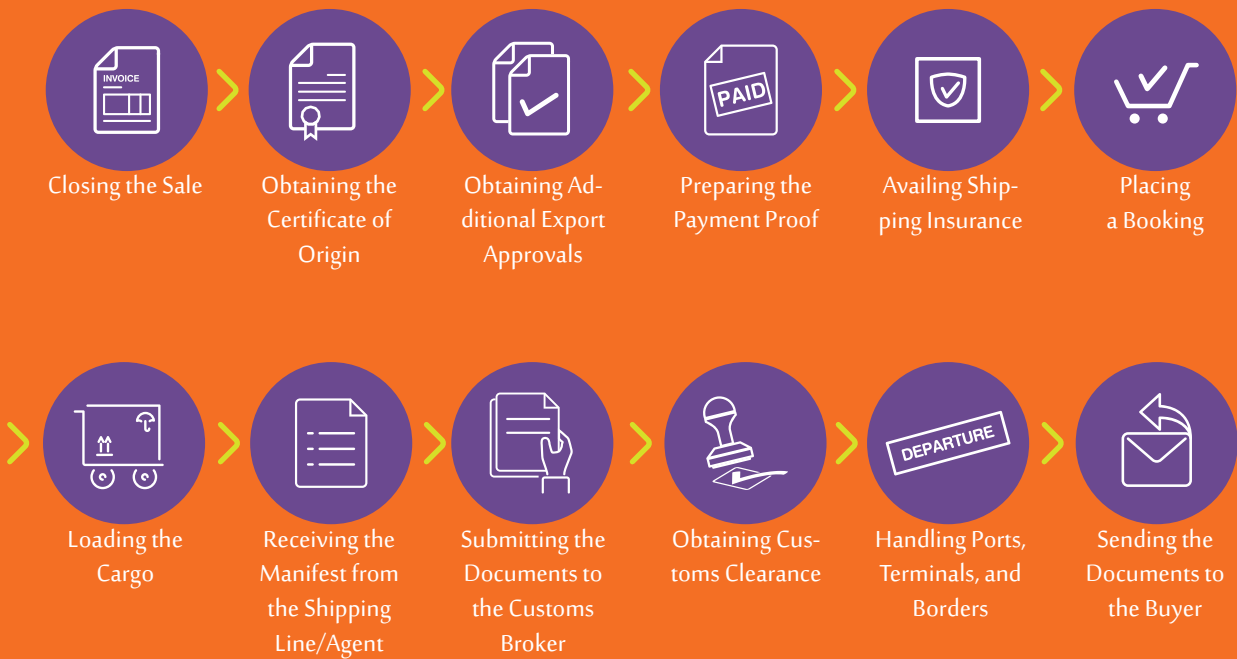 INVOICE
PAID
Closing the Sale
Obtaining the
Certificate of
Origin
Obtaining Ad-
ditional Export
Approvals
Preparing the
Payment Proof
Availing Ship-
ping Insurance
Placing
a Booking
DEPARTURE
Loading the
Cargo
Receiving the
Manifest from
the Shipping
Line/Agent
Submitting the
Documents to
the Customs
Broker
Obtaining Cus-
toms Clearance
Handling Ports,
Terminals, and
Borders
Sending the
Documents to
the Buyer